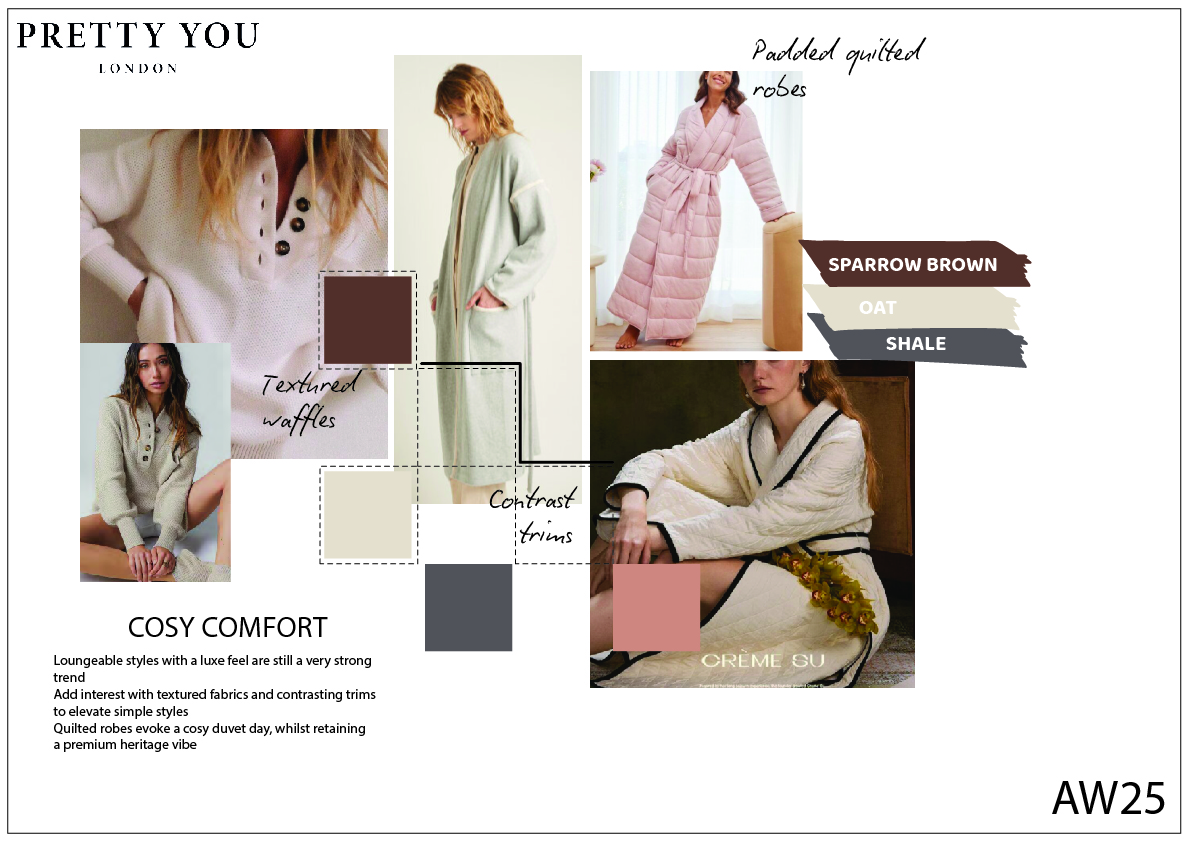 PRETTY YOU
LONDON
Padded quilted
robes
SPARROW BROWN
OAT
SHALE
Textured
waffles
Contrast
trims
CRÈME SU
COSY COMFORT
Loungeable styles with a luxe feel are still a very strong
trend
Add interest with textured fabrics and contrasting trims
to elevate simple styles
Quilted robes evoke a cosy duvet day, whilst retaining
a premium heritage vibe
AW25